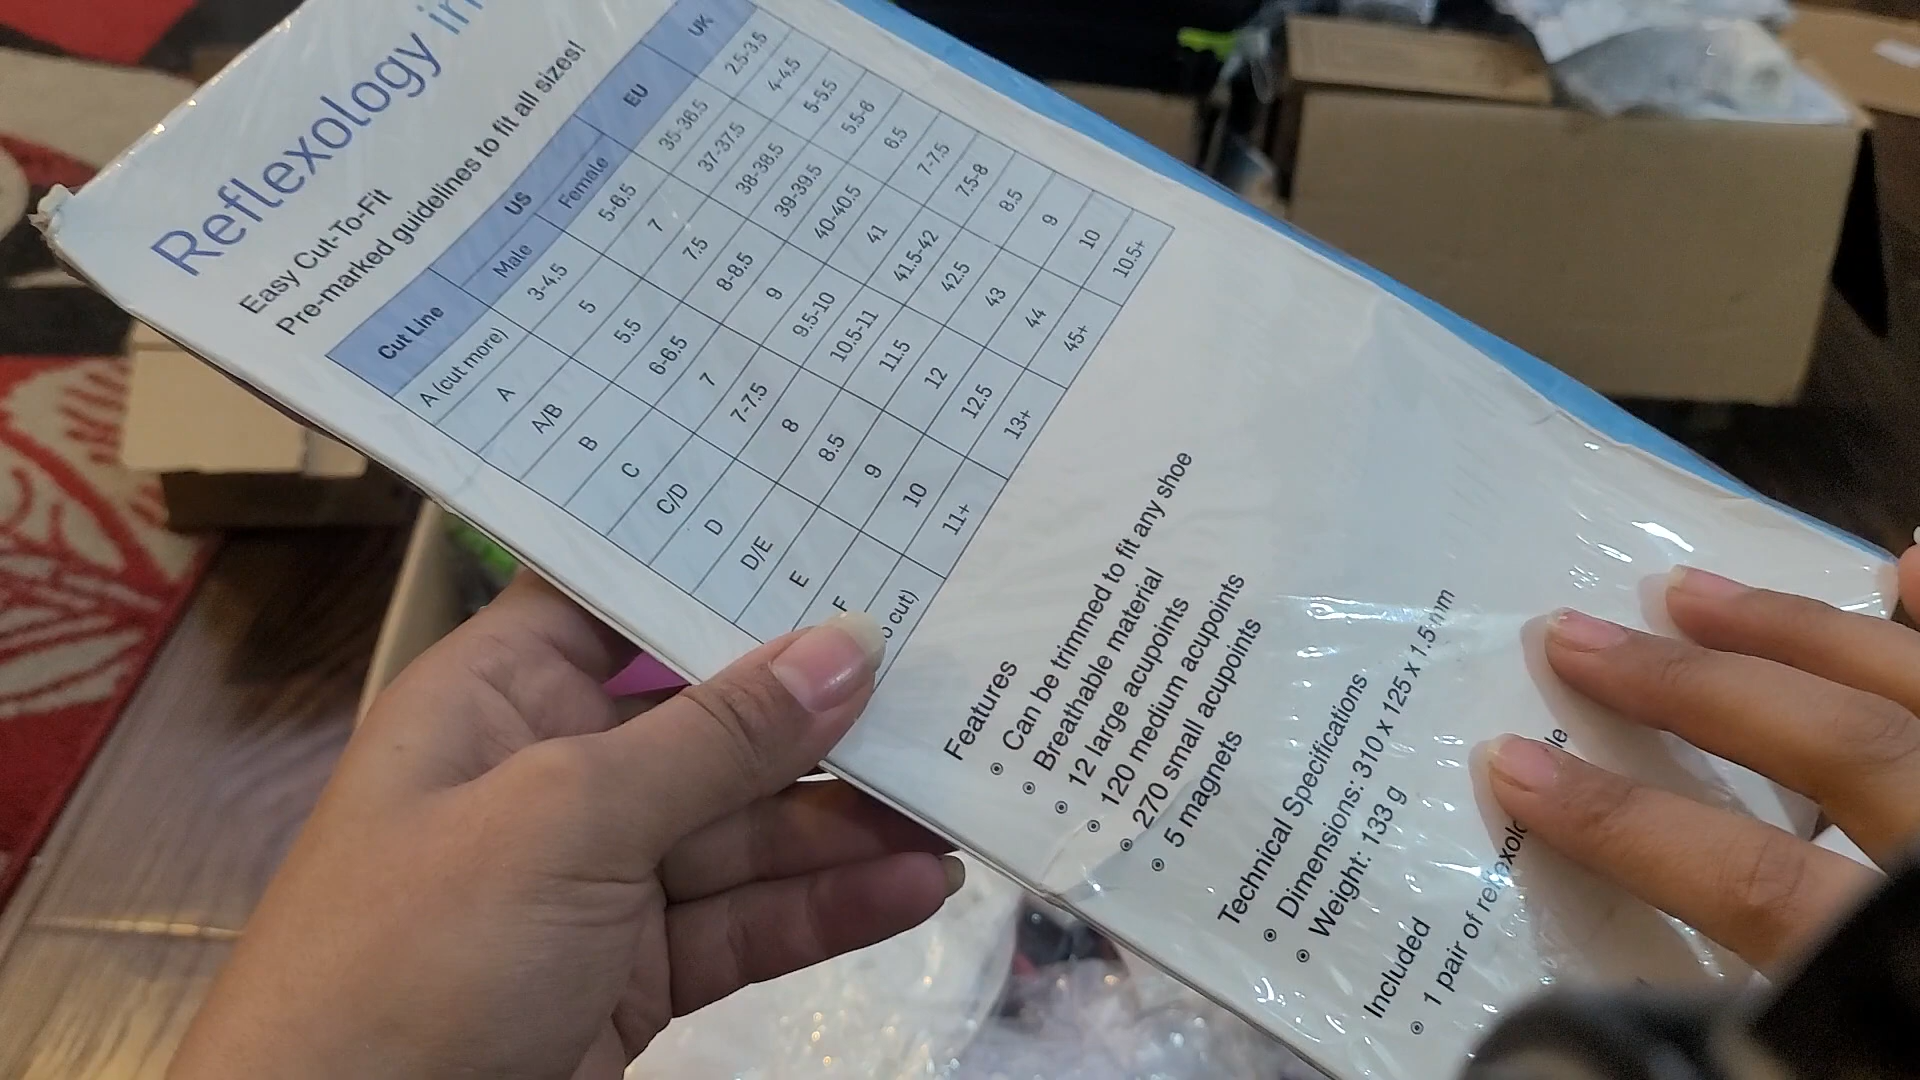 Reflexology
Easy Cut-To-Fit
Pre-marked guidelines to fit all sizes!
Cut Line US EU UK
Male Female
A (cut more) 3-4.5 5-6.5 35-36.5 2.5-3.5
A 5 7 37-37.5 4-4.5
A/B 5.5 7.5 38-38.5 5-5.5
B 6-6.5 8-8.5 39-39.5 5.5-6
C 7 9 40-40.5 6.5
C/D 7-7.5 9.5-10 41 7-7.5
D 8 10.5-11 41.5-42 7.5-8
D/E 8.5 11.5 42.5 8.5
E 9 12 43 9
F 10 12.5 44 10
cut) 11+ 13+ 45+ 10.5+
Features
Can be trimmed to fit any shoe
Breathable material
12 large acupoints
120 medium acupoints
270 small acupoints
5 magnets
Technical Specifications
Dimensions: 310 x 125 x 1.5 mm
Weight: 133 g
Included
1 pair of